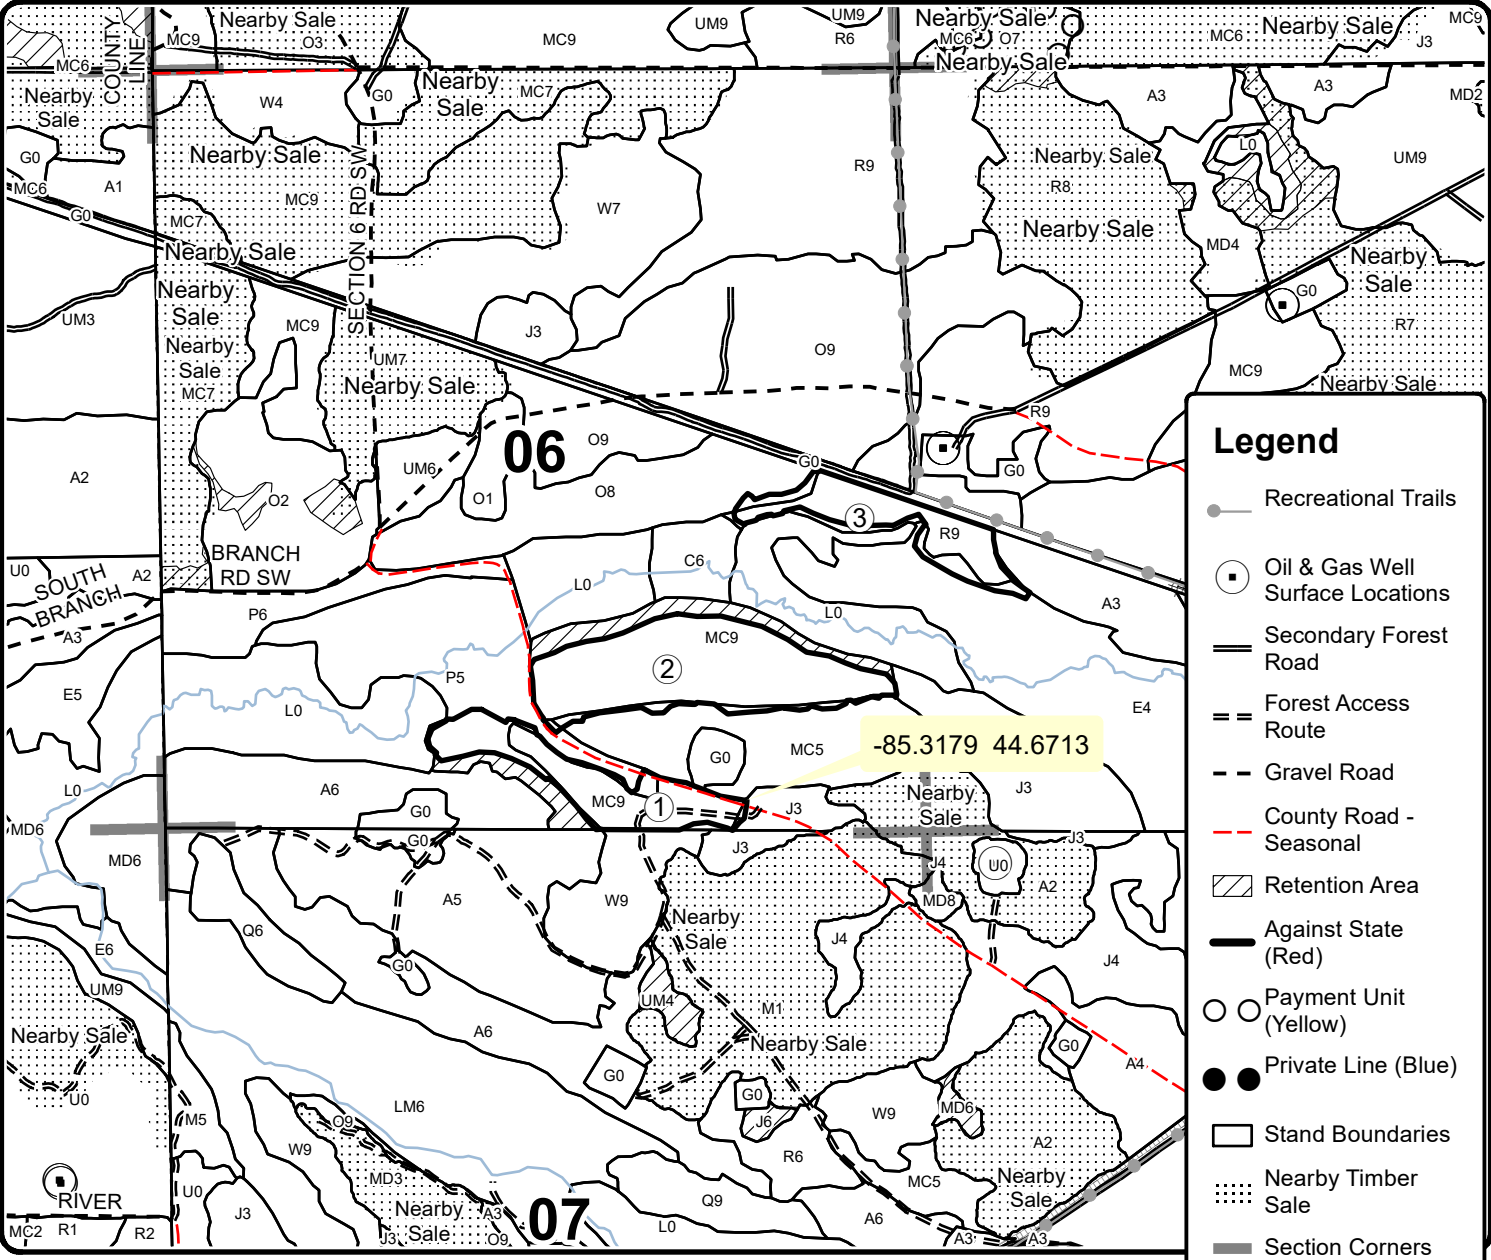 COUNTY
LINE
Nearby Sale
MC9
O3
MC9
UM9
UM9
R6
Nearby Sale
MC6
O7
Nearby Sale
MC6
Nearby Sale
MC9
J3
MC6
Nearby
Sale
W4
G0
Nearby
Sale
MC7
A3
A3
MD2
G0
MC6
A1
Nearby Sale
SECTION 6 RD SW
MC9
R9
Nearby Sale
R8
L0
UM9
G0
MC7
W7
Nearby Sale
Nearby Sale
MD4
Nearby
Sale
Nearby
Sale
UM3
MC9
J3
G0
R7
Nearby
Sale
MC7
UM7
Nearby Sale
O9
MC9
Nearby Sale
R9
06
O9
A2
UM6
O1
O8
G0
G0
O2
3
R9
BRANCH
RD SW
U0
SOUTH
BRANCH
A2
A3
P6
L0
C6
L0
A3
MC9
2
E5
P5
L0
E4
MC5
G0
-85.3179 44.6713
L0
A6
MC9
1
J3
Nearby
Sale
J3
G0
G0
MD6
MD6
J3
J3
J4
U0
A2
MD8
A5
W9
Nearby
Sale
Q6
J4
J4
E6
G0
UM9
UM4
M1
Nearby Sale
A6
Nearby Sale
G0
A4
G0
U0
G0
J6
W9
MD6
LM6
M5
O9
W9
R6
A2
MD3
MC5
Nearby
Sale
RIVER
U0
MC2
R1
R2
J3
J3
Nearby
Sale
A3
O9
07
L0
Q9
A6
A3
A3
Legend
Recreational Trails
Oil & Gas Well
Surface Locations
Secondary Forest
Road
Forest Access
Route
Gravel Road
County Road -
Seasonal
Retention Area
Against State
(Red)
Payment Unit
(Yellow)
Private Line (Blue)
Stand Boundaries
Nearby Timber
Sale
Section Corners